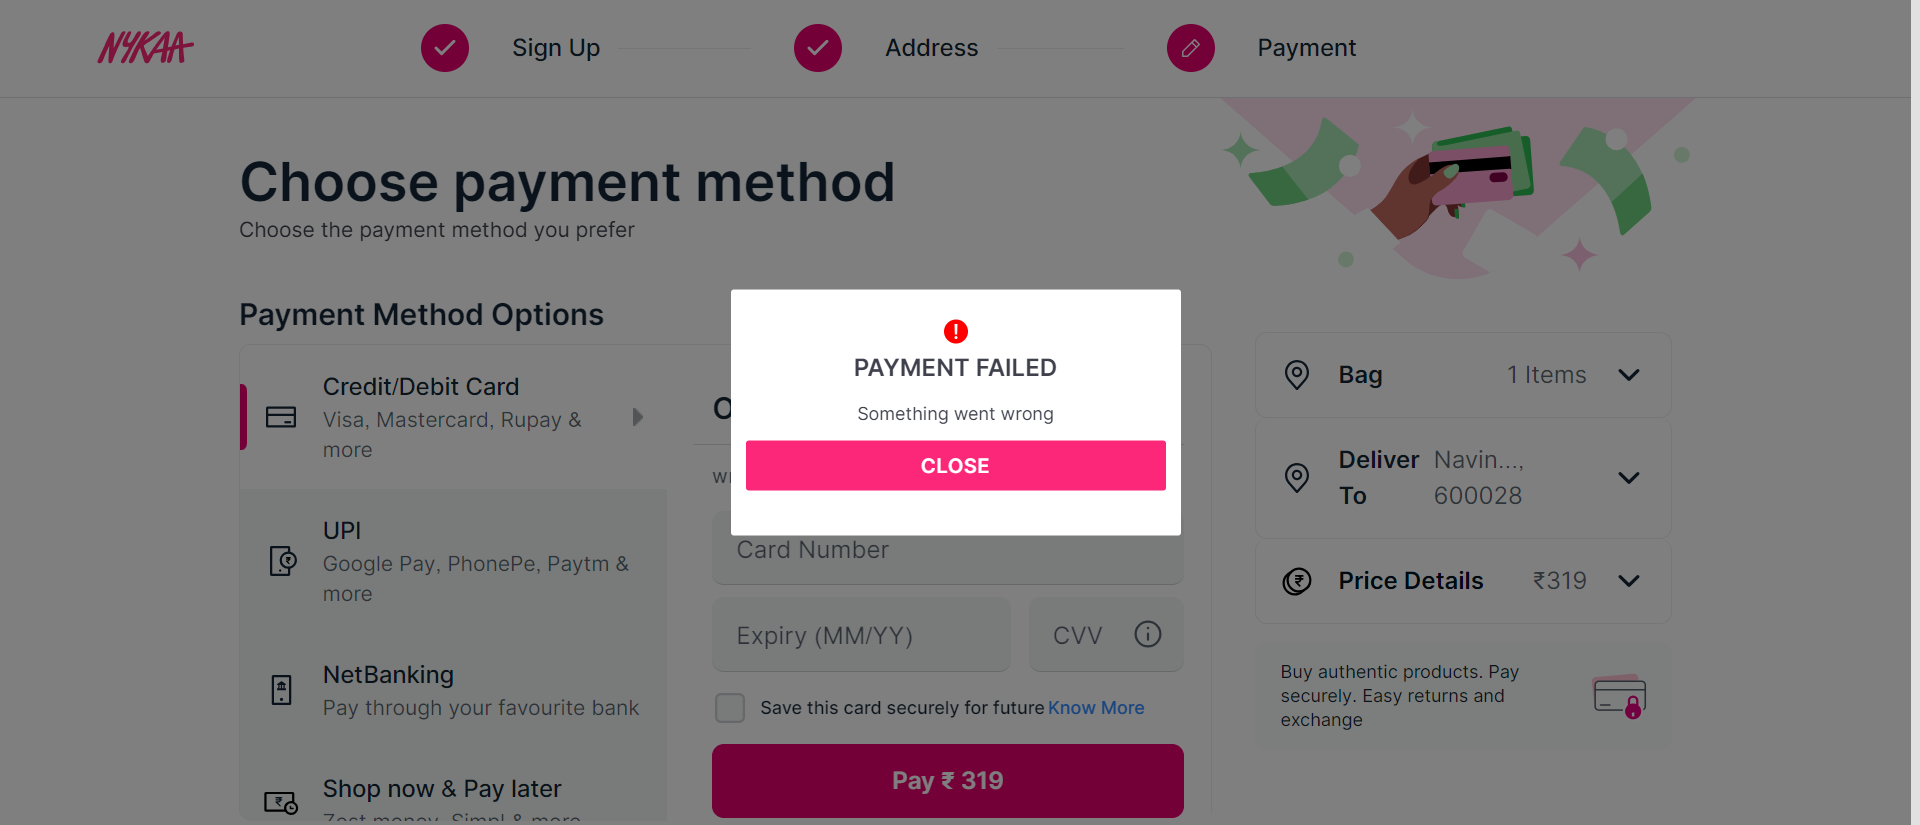 NYKAA
Sign Up
Address
Payment
Choose payment method
Choose the payment method you prefer
Payment Method Options
Credit/Debit Card
Visa, Mastercard, Rupay &
more
UPI
Google Pay, PhonePe, Paytm &
more
NetBanking
Pay through your favourite bank
Shop now & Pay later
Zest money, Simpl & more
PAYMENT FAILED
Something went wrong
CLOSE
Card Number
Expiry (MM/YY)
CVV
Save this card securely for future Know More
Pay ₹ 319
Bag
1 Items
Deliver
To
Navin...,
600028
Price Details
₹319
Buy authentic products. Pay
securely. Easy returns and
exchange